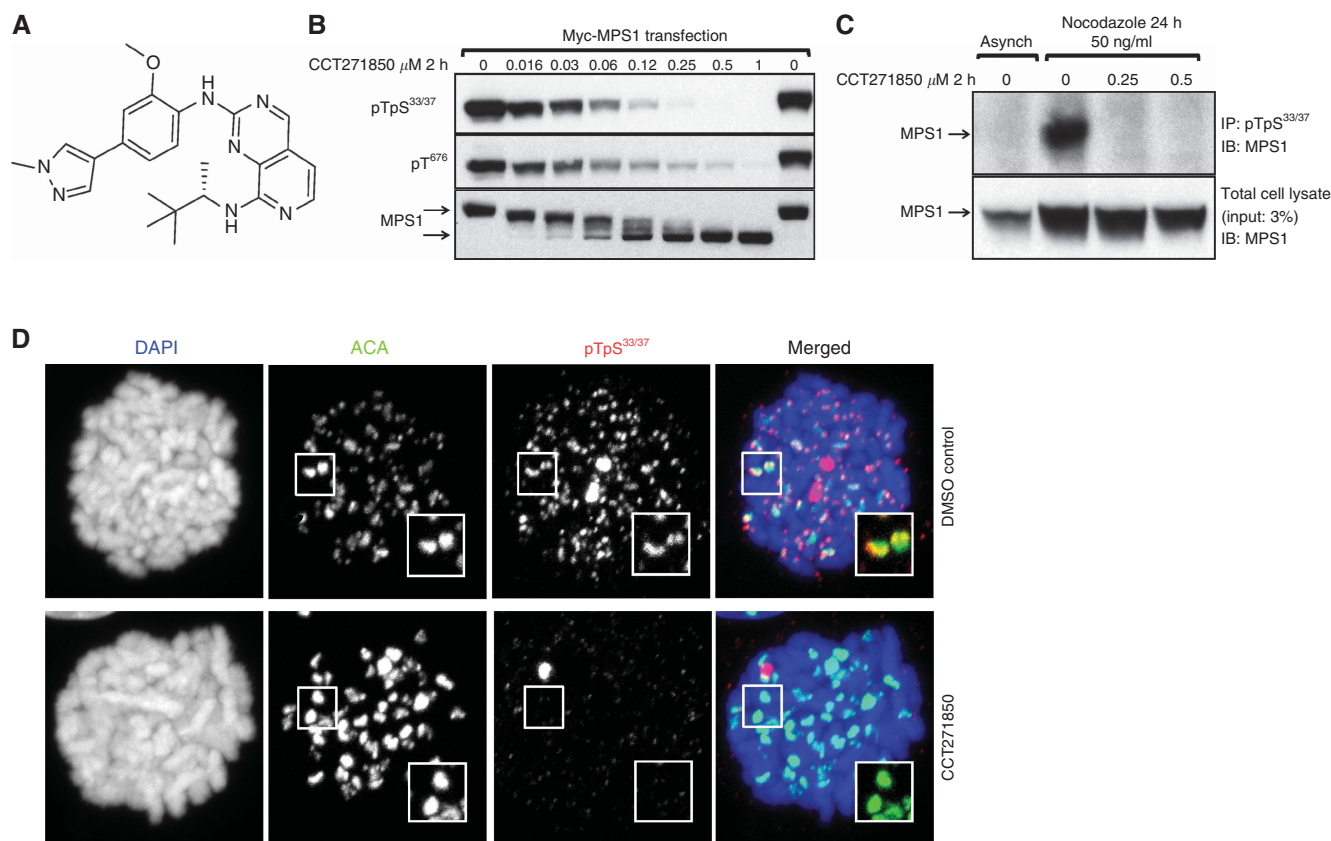 A
O
NH
N
N
N
N
N
N
H
N
B
Myc-MPS1 transfection
CCT271850 μM 2 h 0 0.016 0.03 0.06 0.12 0.25 0.5 1 0
pTpS33/37
pT676
MPS1
C
Nocodazole 24 h
Asynch 50 ng/ml
CCT271850 μM 2 h 0 0 0.25 0.5
MPS1
IP: pTpS33/37
IB: MPS1
MPS1
Total cell lysate
(input: 3%)
IB: MPS1
D
DAPI ACA pTpS33/37 Merged
DMSO control
CCT271850